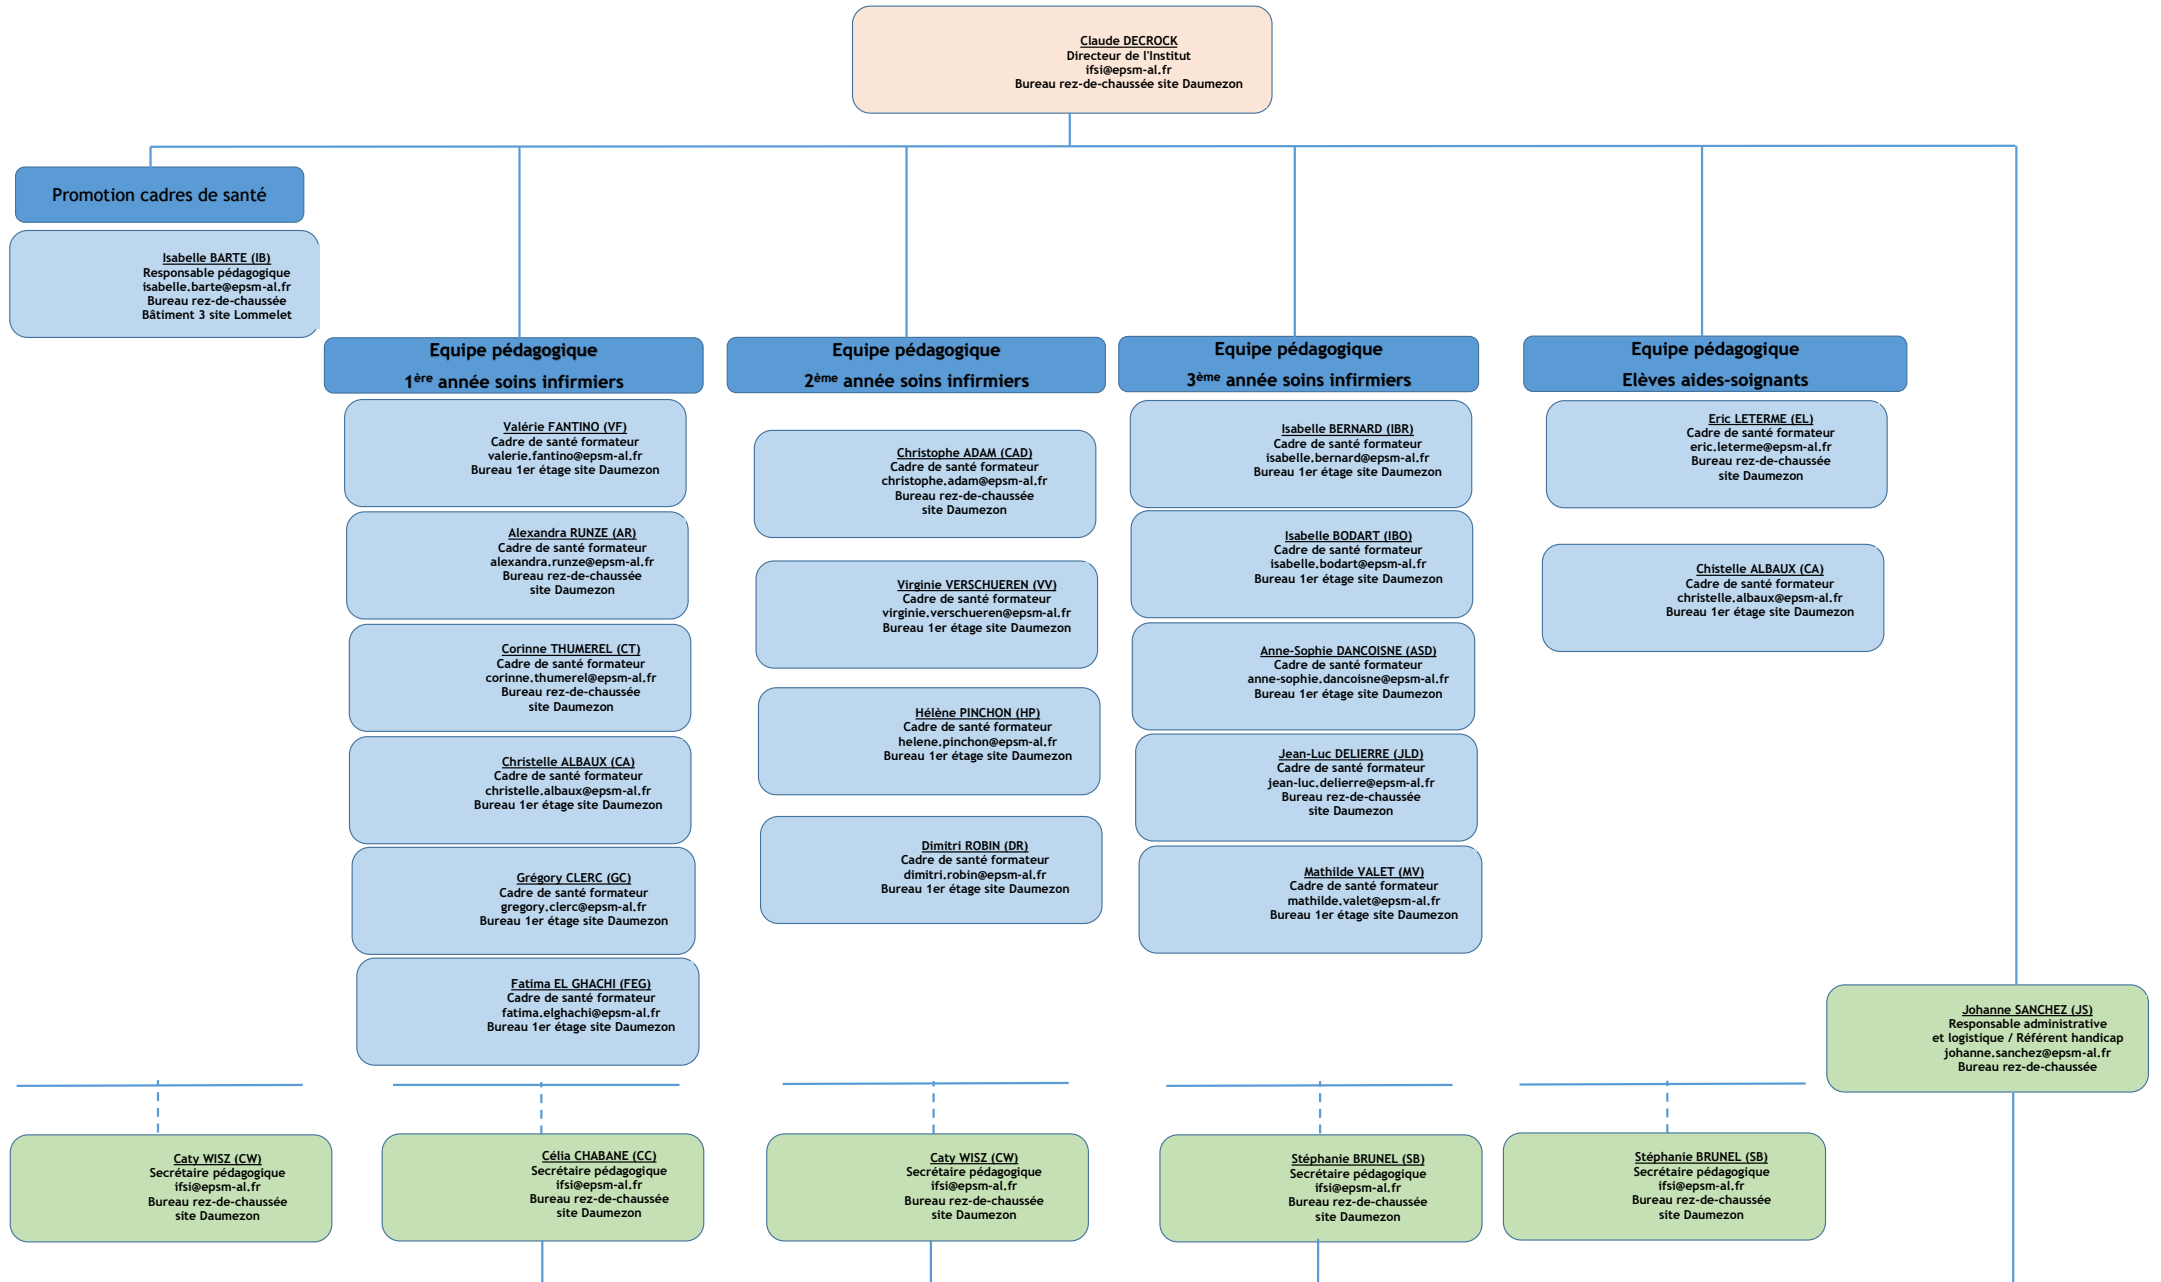 Claude DECROCK
Directeur de l'Institut
ifsi@epsm-al.fr
Bureau rez-de-chaussée site Daumezon
Promotion cadres de santé
Isabelle BARTE (IB)
Responsable pédagogique
isabelle.barte@epsm-al.fr
Bureau rez-de-chaussée
Bâtiment 3 site Lommelet
Equipe pédagogique
1ère année soins infirmiers
Valérie FANTINO (VF)
Cadre de santé formateur
valerie.fantino@epsm-al.fr
Bureau 1er étage site Daumezon
Alexandra RUNZE (AR)
Cadre de santé formateur
alexandra.runze@epsm-al.fr
Bureau rez-de-chaussée
site Daumezon
Corinne THUMEREL (CT)
Cadre de santé formateur
corinne.thumerel@epsm-al.fr
Bureau rez-de-chaussée
site Daumezon
Christelle ALBAUX (CA)
Cadre de santé formateur
christelle.albaux@epsm-al.fr
Bureau 1er étage site Daumezon
Grégory CLERC (GC)
Cadre de santé formateur
gregory.clerc@epsm-al.fr
Bureau 1er étage site Daumezon
Fatima EL GHACHI (FEG)
Cadre de santé formateur
fatima.elghachi@epsm-al.fr
Bureau 1er étage site Daumezon
Equipe pédagogique
2ème année soins infirmiers
Christophe ADAM (CAD)
Cadre de santé formateur
christophe.adam@epsm-al.fr
Bureau rez-de-chaussée
site Daumezon
Virginie VERSCHUEREN (VV)
Cadre de santé formateur
virginie.verschueren@epsm-al.fr
Bureau 1er étage site Daumezon
Hélène PINCHON (HP)
Cadre de santé formateur
helene.pinchon@epsm-al.fr
Bureau 1er étage site Daumezon
Dimitri ROBIN (DR)
Cadre de santé formateur
dimitri.robin@epsm-al.fr
Bureau 1er étage site Daumezon
Equipe pédagogique
3ème année soins infirmiers
Isabelle BERNARD (IBR)
Cadre de santé formateur
isabelle.bernard@epsm-al.fr
Bureau 1er étage site Daumezon
Isabelle BODART (IBO)
Cadre de santé formateur
isabelle.bodart@epsm-al.fr
Bureau 1er étage site Daumezon
Anne-Sophie DANCOISNE (ASD)
Cadre de santé formateur
anne-sophie.dancoisne@epsm-al.fr
Bureau 1er étage site Daumezon
Jean-Luc DELIERRE (JLD)
Cadre de santé formateur
jean-luc.delierre@epsm-al.fr
Bureau rez-de-chaussée
site Daumezon
Mathilde VALET (MV)
Cadre de santé formateur
mathilde.valet@epsm-al.fr
Bureau 1er étage site Daumezon
Equipe pédagogique
Elèves aides-soignants
Eric LETERME (EL)
Cadre de santé formateur
eric.leterme@epsm-al.fr
Bureau rez-de-chaussée
site Daumezon
Chistelle ALBAUX (CA)
Cadre de santé formateur
christelle.albaux@epsm-al.fr
Bureau 1er étage site Daumezon
Johanne SANCHEZ (JS)
Responsable administrative
et logistique / Référent handicap
johanne.sanchez@epsm-al.fr
Bureau rez-de-chaussée
Caty WISZ (CW)
Secrétaire pédagogique
ifsi@epsm-al.fr
Bureau rez-de-chaussée
site Daumezon
Célia CHABANE (CC)
Secrétaire pédagogique
ifsi@epsm-al.fr
Bureau rez-de-chaussée
site Daumezon
Caty WISZ (CW)
Secrétaire pédagogique
ifsi@epsm-al.fr
Bureau rez-de-chaussée
site Daumezon
Stéphanie BRUNEL (SB)
Secrétaire pédagogique
ifsi@epsm-al.fr
Bureau rez-de-chaussée
site Daumezon
Stéphanie BRUNEL (SB)
Secrétaire pédagogique
ifsi@epsm-al.fr
Bureau rez-de-chaussée
site Daumezon